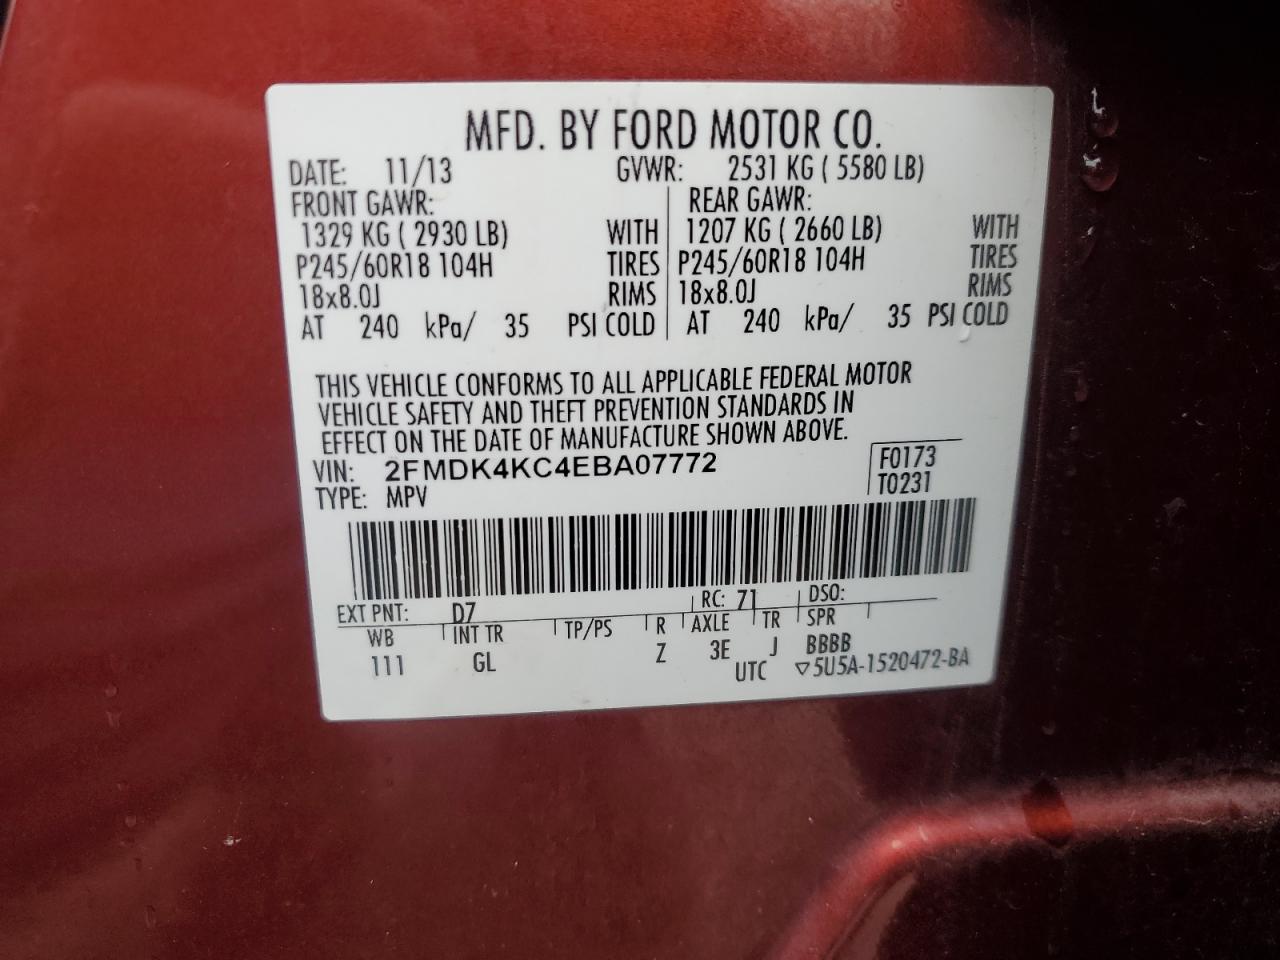 MFD. BY FORD MOTOR CO.
DATE: 11/13 GVWR: 2531 KG ( 5580 LB)
FRONT GAWR: REAR GAWR:
1329 KG ( 2930 LB) WITH 1207 KG ( 2660 LB) WITH
P245/60R18 104H TIRES P245/60R18 104H TIRES
18x8.0J RIMS 18x8.0J RIMS
AT 240 kPa/ 35 PSI COLD AT 240 kPa/ 35 PSI COLD
THIS VEHICLE CONFORMS TO ALL APPLICABLE FEDERAL MOTOR
VEHICLE SAFETY AND THEFT PREVENTION STANDARDS IN
EFFECT ON THE DATE OF MANUFACTURE SHOWN ABOVE.
VIN: 2FMDK4KC4EBA07772 F0173
TYPE: MPV T0231
EXT PNT: D7 RC: 71 DSO:
WB INT TR TP/PS R AXLE TR SPR
111 GL Z 3E J BBBB
UTC ▽5U5A-1520472-BA